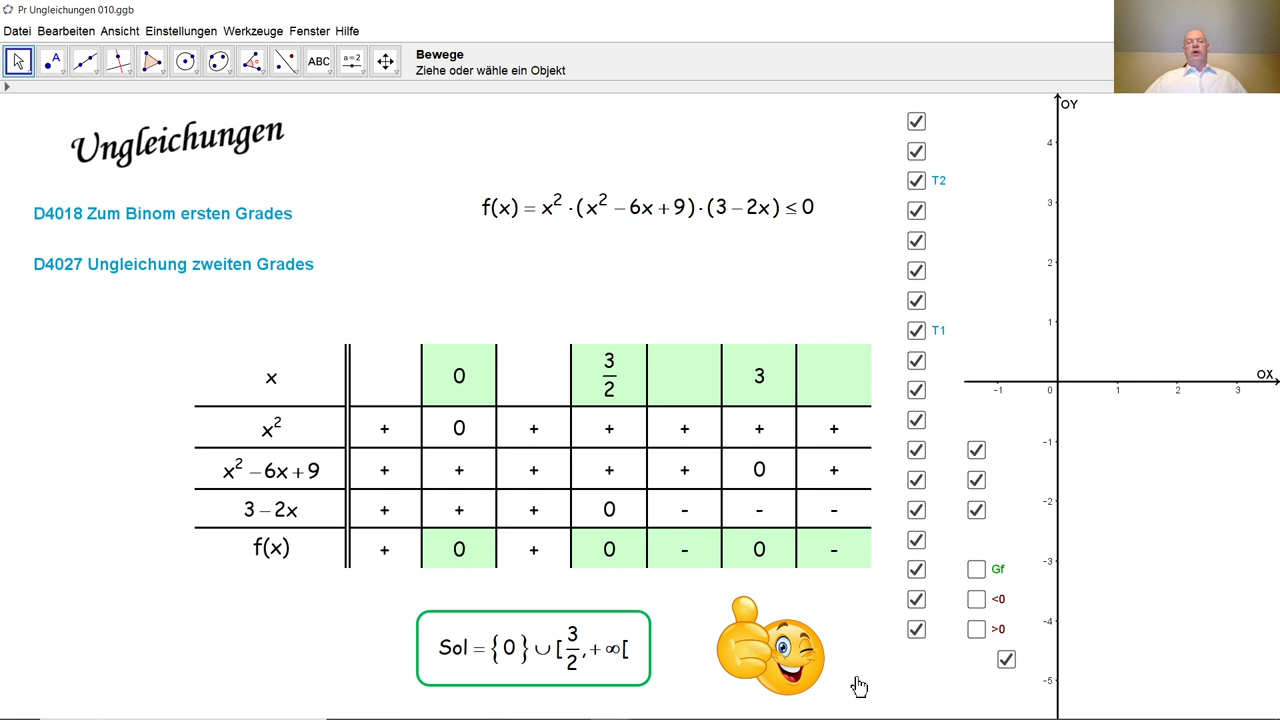 Pr Ungleichungen 010.ggb
Datei Bearbeiten Ansicht Einstellungen Werkzeuge Fenster Hilfe
A ABC a=2 Bewege
Ziehe oder wähle ein Objekt
Ungleichungen
D4018 Zum Binom ersten Grades
D4027 Ungleichung zweiten Grades
f(x) = x² · (x² − 6x + 9) · (3 − 2x) ≤ 0
x 0 3/2 3
x² + 0 + + + + +
x² − 6x + 9 + + + + + 0 +
3 − 2x + + + 0 - - -
f(x) + 0 + 0 - 0 -
Sol = {0} ∪ [3/2, +∞[
T2
T1
Gf
<0
>0
OY
4
3
2
1
OX
−1 0 1 2 3
−1
−2
−3
−4
−5